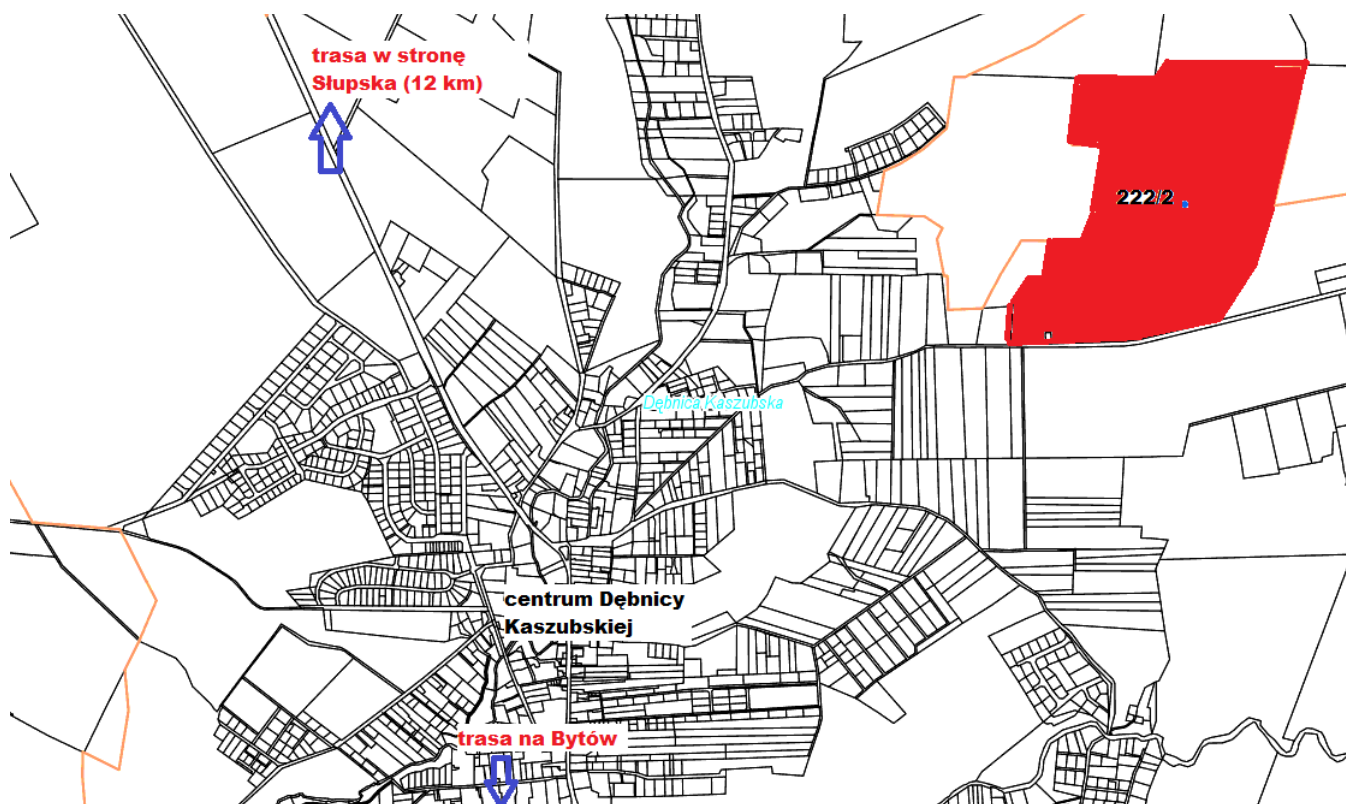 trasa w stronę
Słupska (12 km)
222/2
Dębnica Kaszubska
centrum Dębnicy
Kaszubskiej
trasa na Bytów